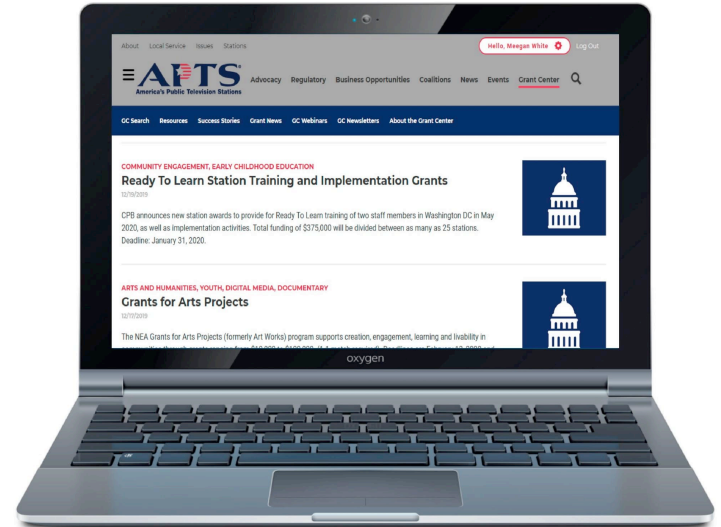 About Local Service Issues Stations
Hello, Meegan White Log Out
APTS
America's Public Television Stations
Advocacy Regulatory Business Opportunities Coalitions News Events Grant Center
GC Search Resources Success Stories Grant News GC Webinars GC Newsletters About the Grant Center
COMMUNITY ENGAGEMENT, EARLY CHILDHOOD EDUCATION
Ready To Learn Station Training and Implementation Grants
12/19/2019
CPB announces new station awards to provide for Ready To Learn training of two staff members in Washington DC in May
2020, as well as implementation activities. Total funding of $375,000 will be divided between as many as 25 stations.
Deadline: January 31, 2020.
ARTS AND HUMANITIES, YOUTH, DIGITAL MEDIA, DOCUMENTARY
Grants for Arts Projects
12/17/2019
The NEA Grants for Arts Projects (formerly Art Works) program supports creation, engagement, learning and livability in
oxygen